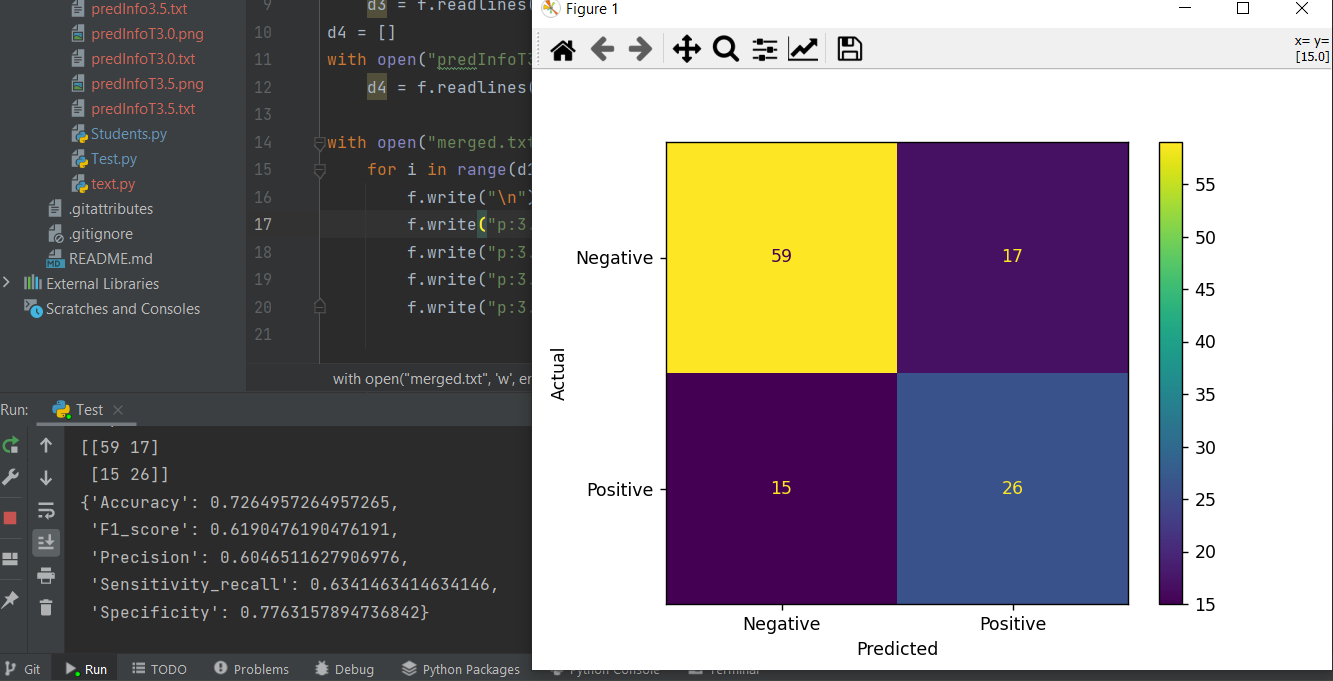 predInfo3.5.txt
predInfoT3.0.png
predInfoT3.0.txt
predInfoT3.5.png
predInfoT3.5.txt
Students.py
Test.py
text.py
.gitattributes
.gitignore
README.md
External Libraries
Scratches and Consoles
9 d3 = f.readlines(
10 d4 = []
11 with open("predInfoT3
12 d4 = f.readlines(
13
14 with open("merged.txt
15 for i in range(d1
16 f.write("\n")
17 f.write("p:3.
18 f.write("p:3.
19 f.write("p:3.
20 f.write("p:3.
21
with open("merged.txt", 'w', en
Run: Test
[[59 17]
[15 26]]
{'Accuracy': 0.7264957264957265,
'F1_score': 0.6190476190476191,
'Precision': 0.6046511627906976,
'Sensitivity_recall': 0.6341463414634146,
'Specificity': 0.7763157894736842}
Git Run TODO Problems Debug Python Packages Python Console Terminal
Figure 1
x= y=
[15.0]
Negative 59 17
Positive 15 26
Actual
Negative Positive
Predicted
55
50
45
40
35
30
25
20
15